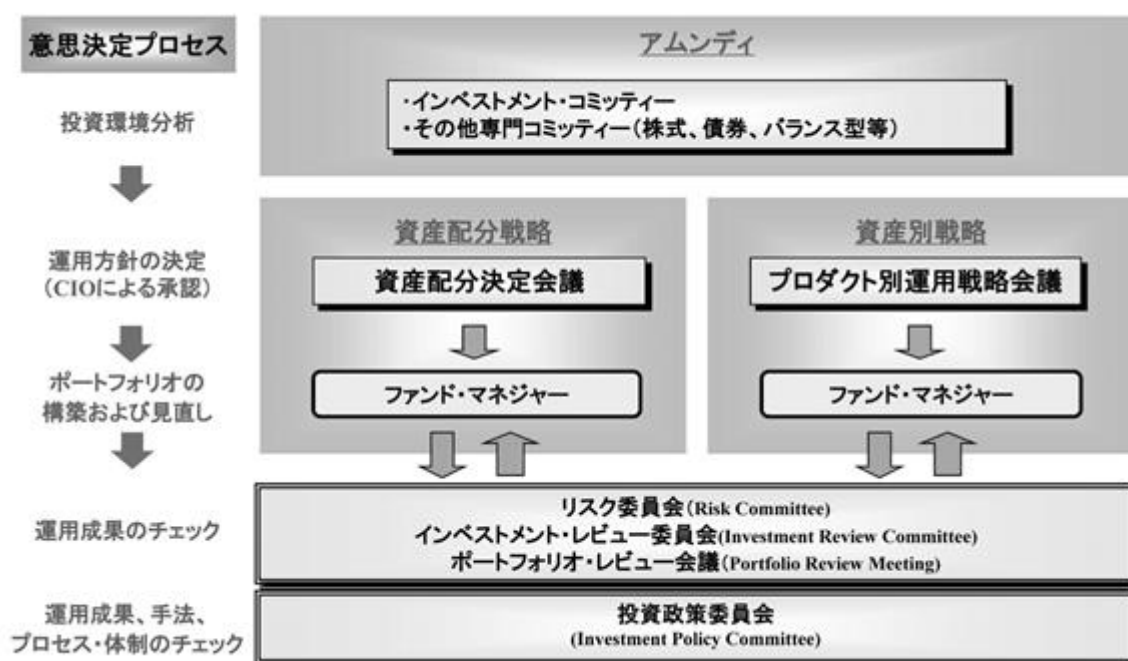 意思決定プロセス
アムンディ
投資環境分析
・インベストメント・コミッティー
・その他専門コミッティー(株式、債券、バランス型等)
運用方針の決定
(CIOによる承認)
資産配分戦略
資産配分決定会議
資産別戦略
プロダクト別運用戦略会議
ポートフォリオの
構築および見直し
ファンド・マネジャー
ファンド・マネジャー
運用成果のチェック
リスク委員会(Risk Committee)
インベストメント・レビュー委員会(Investment Review Committee)
ポートフォリオ・レビュー会議(Portfolio Review Meeting)
運用成果、手法、
プロセス・体制のチェック
投資政策委員会
(Investment Policy Committee)